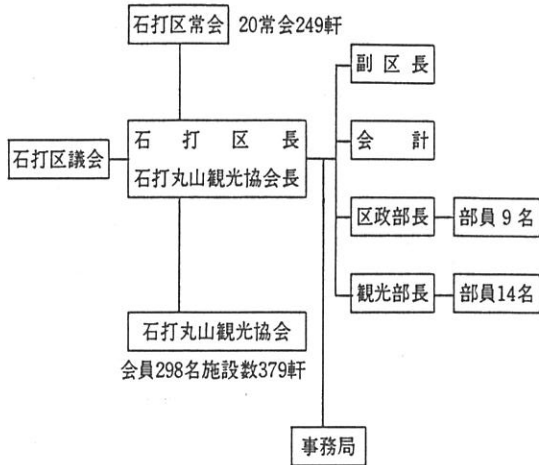 石打区常会 20常会249軒
副区長
石打区長
石打丸山観光協会長
石打区議会
会計
区政部長 部員9名
観光部長 部員14名
石打丸山観光協会
会員298名施設数379軒
事務局